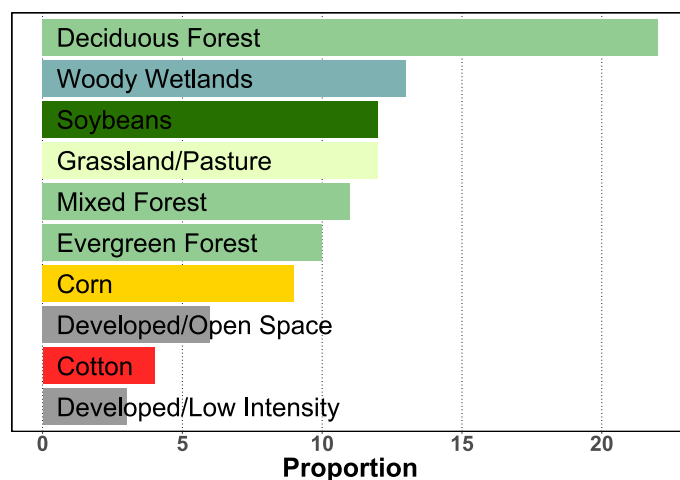 Deciduous Forest
Woody Wetlands
Soybeans
Grassland/Pasture
Mixed Forest
Evergreen Forest
Corn
Developed/Open Space
Cotton
Developed/Low Intensity
0 5 10 15 20
Proportion